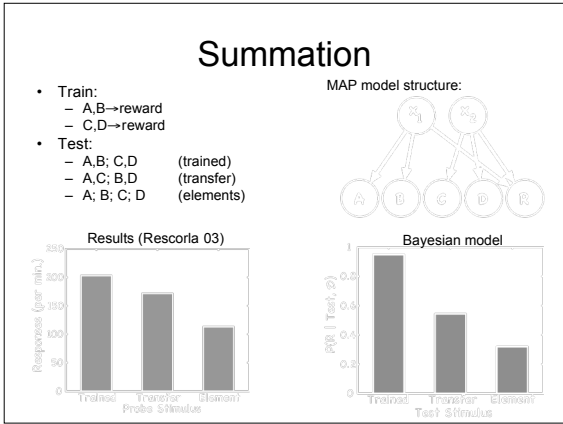 Summation
• Train:
– A,B→reward
– C,D→reward
• Test:
– A,B; C,D (trained)
– A,C; B,D (transfer)
– A; B; C; D (elements)
MAP model structure:
x1 x2
A B C D R
Results (Rescorla 03)
250
200
150
100
50
0
Responses (per min.)
Trained Transfer Element
Probe Stimulus
Bayesian model
1
0.8
0.6
0.4
0.2
0
P(R | Test, D)
Trained Transfer Element
Test Stimulus